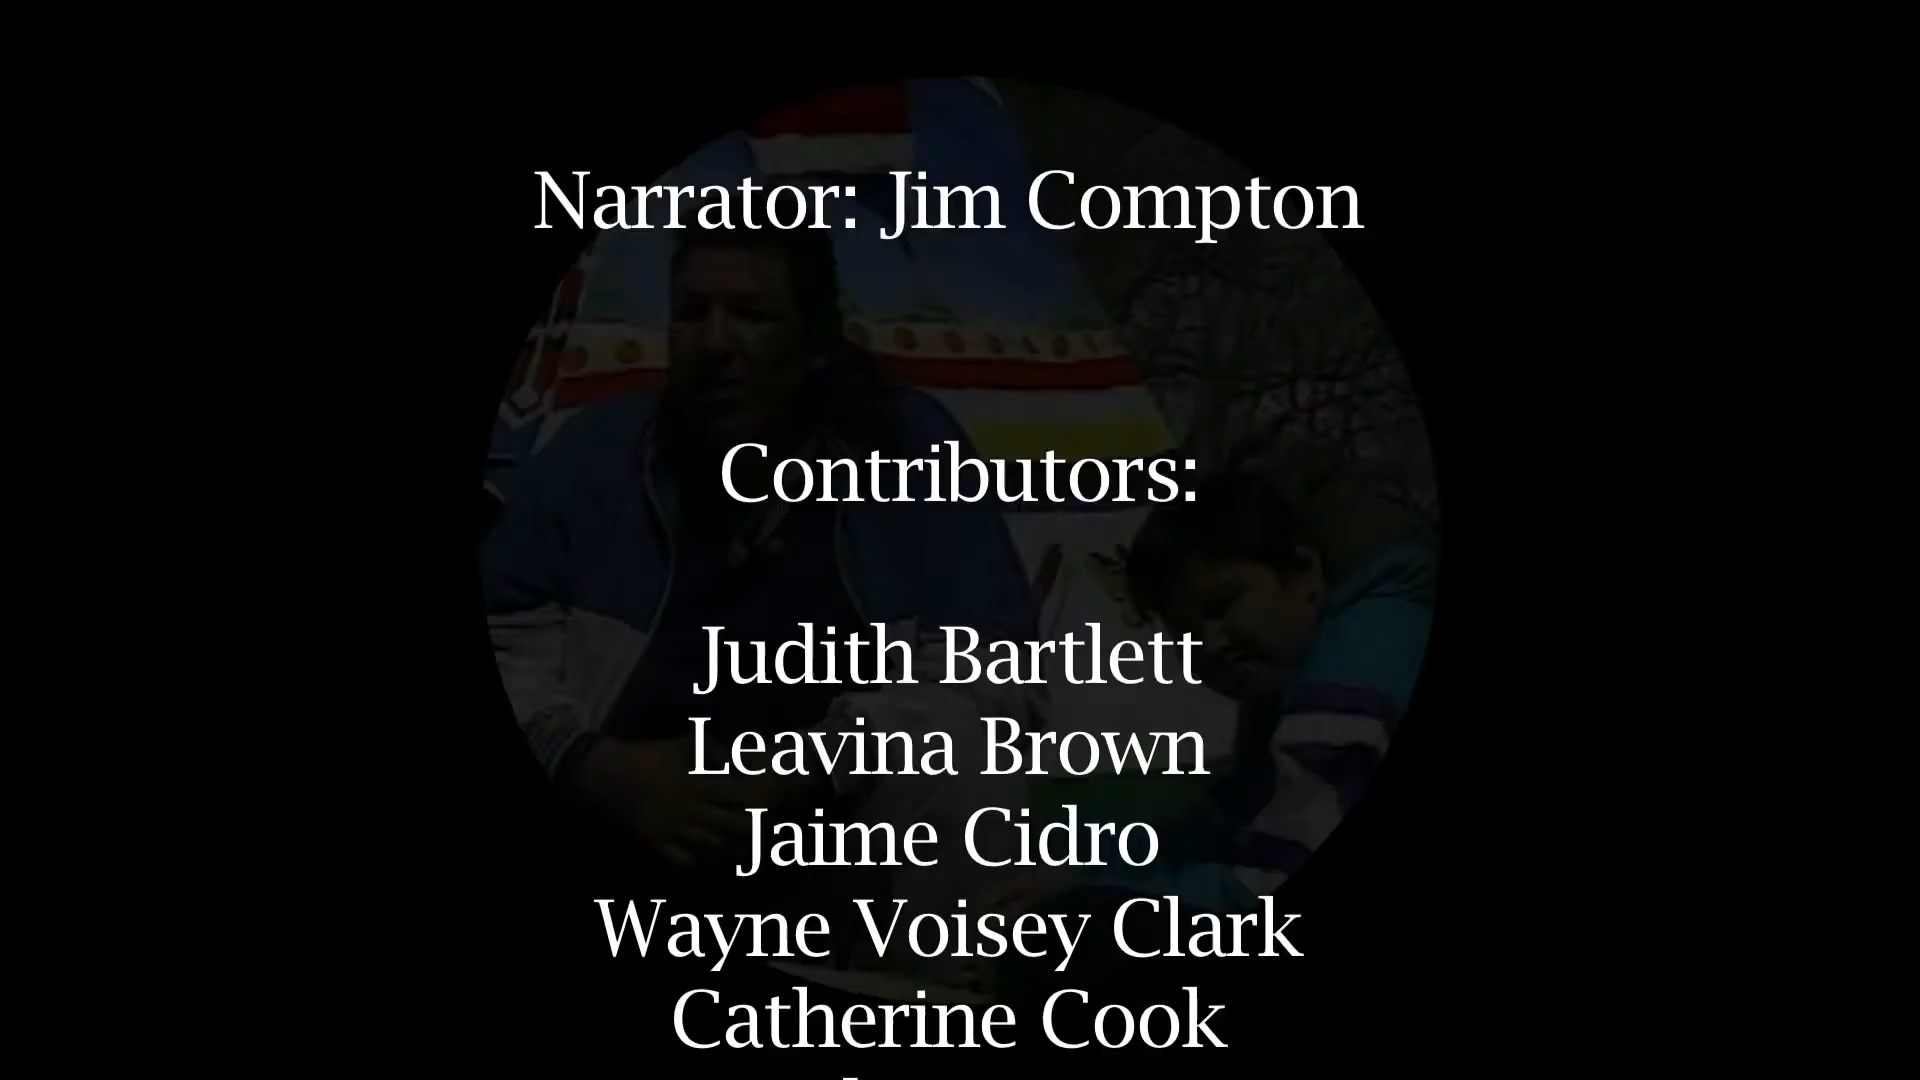 Narrator: Jim Compton
Contributors:
Judith Bartlett
Leavina Brown
Jaime Cidro
Wayne Voisey Clark
Catherine Cook